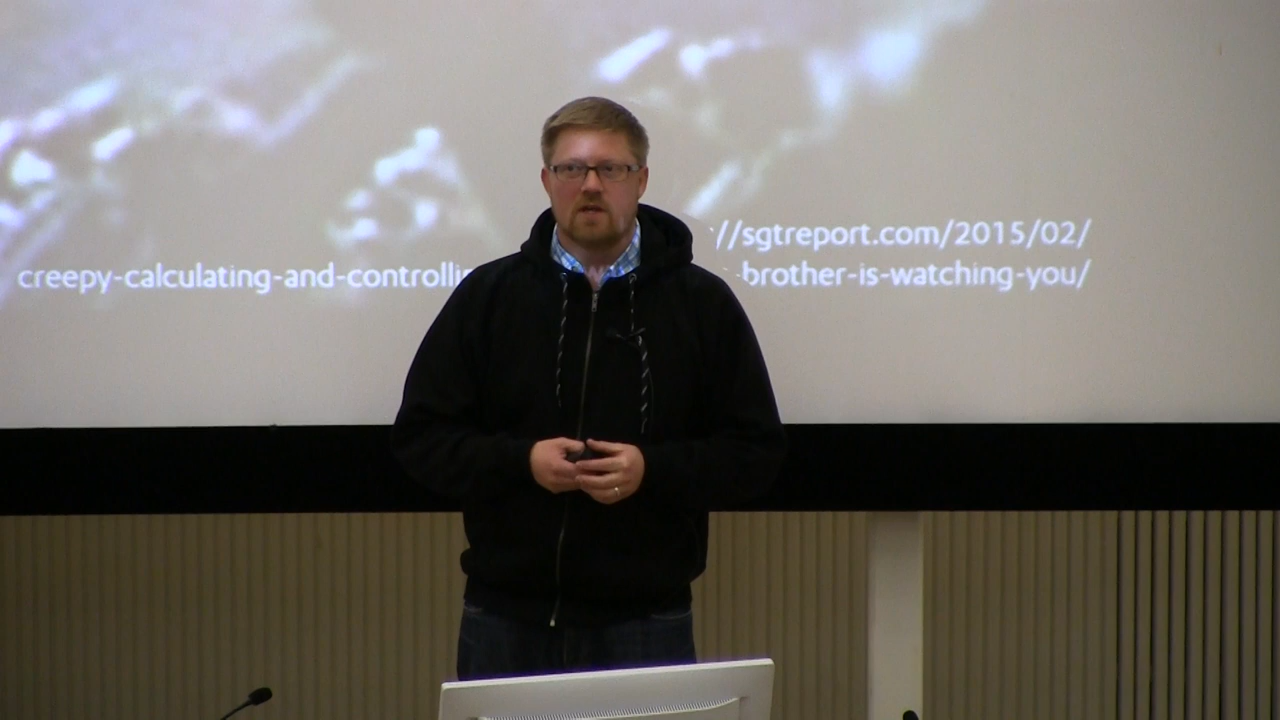 //sgtreport.com/2015/02/
creepy-calculating-and-controlli -brother-is-watching-you/